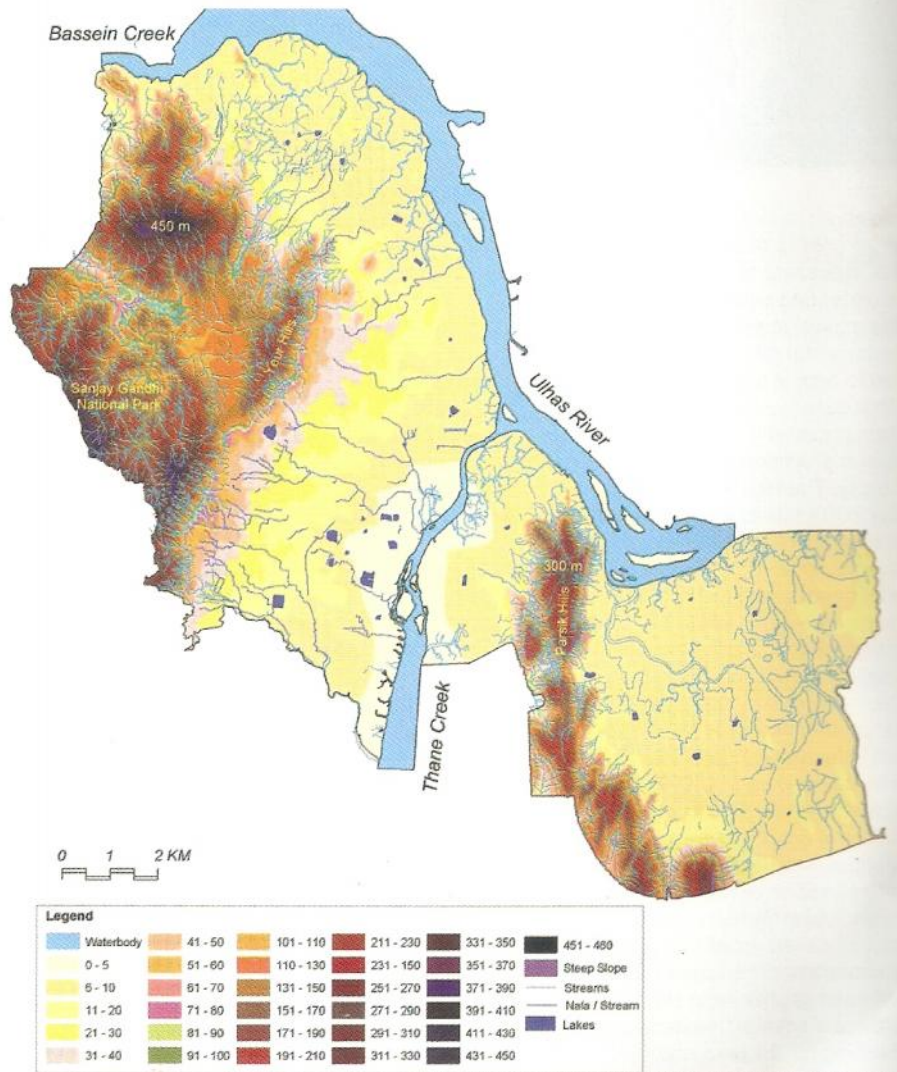 Bassein Creek
450 m
Yeur Hills
Sanjay Gandhi
National Park
Ulhas River
300 m
Parsik Hills
Thane Creek
0 1 2 KM
Legend
Waterbody
0 - 5
6 - 10
11 - 20
21 - 30
31 - 40
41 - 50
51 - 60
61 - 70
71 - 80
81 - 90
91 - 100
101 - 110
110 - 130
131 - 150
151 - 170
171 - 190
191 - 210
211 - 230
231 - 150
251 - 270
271 - 290
291 - 310
311 - 330
331 - 350
351 - 370
371 - 390
391 - 410
411 - 430
431 - 450
451 - 460
Steep Slope
Streams
Nala / Stream
Lakes